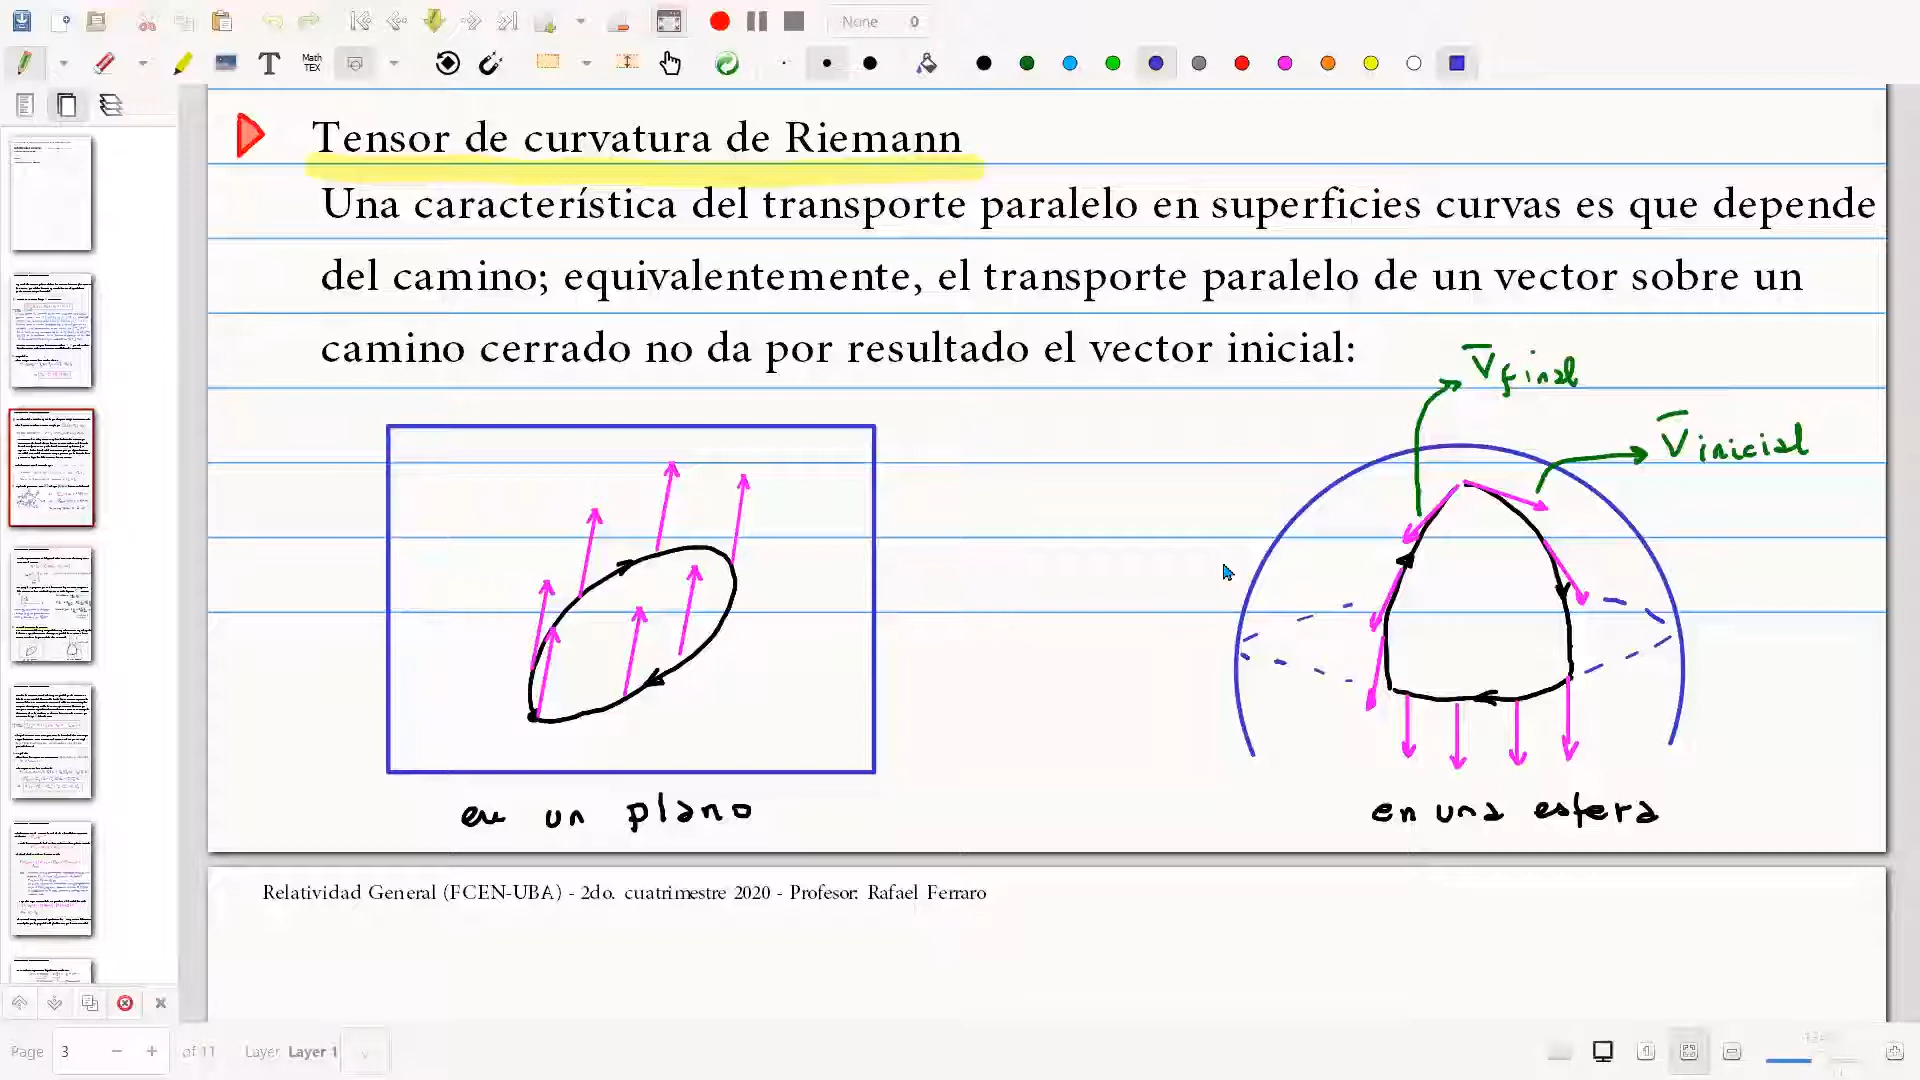 None 0
T Math
TEX
Tensor de curvatura de Riemann
Una característica del transporte paralelo en superficies curvas es que depende
del camino; equivalentemente, el transporte paralelo de un vector sobre un
camino cerrado no da por resultado el vector inicial:
V final
V inicial
en un plano
en una esfera
Relatividad General (FCEN-UBA) - 2do. cuatrimestre 2020 - Profesor: Rafael Ferraro
Page 3 − + of 11 Layer Layer 1